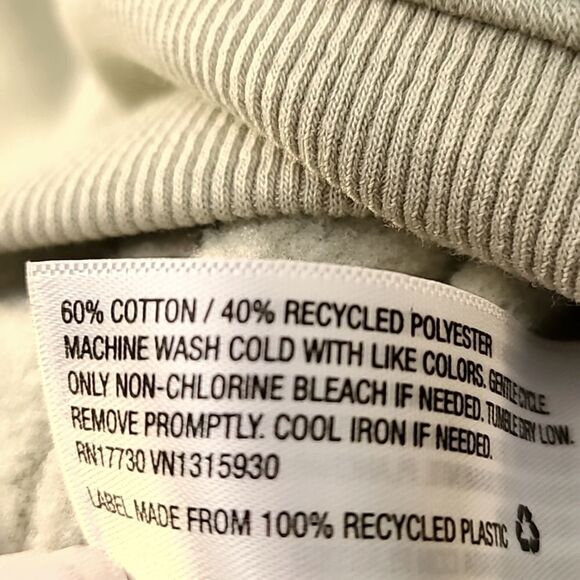 60% COTTON / 40% RECYCLED POLYESTER
MACHINE WASH COLD WITH LIKE COLORS. GENTLE CYCLE.
ONLY NON-CHLORINE BLEACH IF NEEDED. TUMBLE DRY LOW.
REMOVE PROMPTLY. COOL IRON IF NEEDED.
RN17730 VN1315930
LABEL MADE FROM 100% RECYCLED PLASTIC